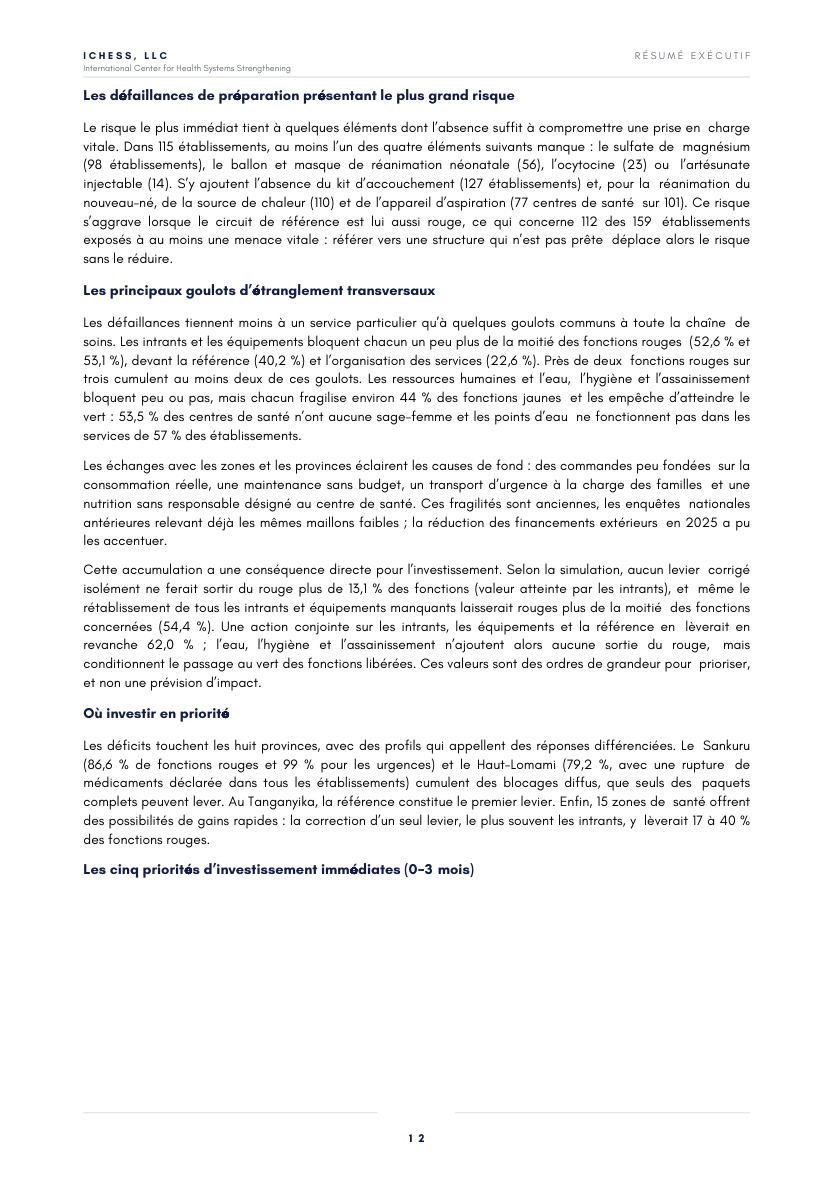 ICHESS, LLC
RÉSUMÉ EXÉCUTIF
International Center for Health Systems Strengthening
Les défaillances de préparation présentant le plus grand risque
Le risque le plus immédiat tient à quelques éléments dont l’absence suffit à compromettre une prise en charge
vitale. Dans 115 établissements, au moins l’un des quatre éléments suivants manque : le sulfate de magnésium
(98 établissements), le ballon et masque de réanimation néonatale (56), l’ocytocine (23) ou l’artésunate
injectable (14). S’y ajoutent l’absence du kit d’accouchement (127 établissements) et, pour la réanimation du
nouveau-né, de la source de chaleur (110) et de l’appareil d’aspiration (77 centres de santé sur 101). Ce risque
s’aggrave lorsque le circuit de référence est lui aussi rouge, ce qui concerne 112 des 159 établissements
exposés à au moins une menace vitale : référer vers une structure qui n’est pas prête déplace alors le risque
sans le réduire.
Les principaux goulots d’étranglement transversaux
Les défaillances tiennent moins à un service particulier qu’à quelques goulots communs à toute la chaîne de
soins. Les intrants et les équipements bloquent chacun un peu plus de la moitié des fonctions rouges (52,6 % et
53,1 %), devant la référence (40,2 %) et l’organisation des services (22,6 %). Près de deux fonctions rouges sur
trois cumulent au moins deux de ces goulots. Les ressources humaines et l’eau, l’hygiène et l’assainissement
bloquent peu ou pas, mais chacun fragilise environ 44 % des fonctions jaunes et les empêche d’atteindre le
vert : 53,5 % des centres de santé n’ont aucune sage-femme et les points d’eau ne fonctionnent pas dans les
services de 57 % des établissements.
Les échanges avec les zones et les provinces éclairent les causes de fond : des commandes peu fondées sur la
consommation réelle, une maintenance sans budget, un transport d’urgence à la charge des familles et une
nutrition sans responsable désigné au centre de santé. Ces fragilités sont anciennes, les enquêtes nationales
antérieures relevant déjà les mêmes maillons faibles ; la réduction des financements extérieurs en 2025 a pu
les accentuer.
Cette accumulation a une conséquence directe pour l’investissement. Selon la simulation, aucun levier corrigé
isolément ne ferait sortir du rouge plus de 13,1 % des fonctions (valeur atteinte par les intrants), et même le
rétablissement de tous les intrants et équipements manquants laisserait rouges plus de la moitié des fonctions
concernées (54,4 %). Une action conjointe sur les intrants, les équipements et la référence en lèverait en
revanche 62,0 % ; l’eau, l’hygiène et l’assainissement n’ajoutent alors aucune sortie du rouge, mais
conditionnent le passage au vert des fonctions libérées. Ces valeurs sont des ordres de grandeur pour prioriser,
et non une prévision d’impact.
Où investir en priorité
Les déficits touchent les huit provinces, avec des profils qui appellent des réponses différenciées. Le Sankuru
(86,6 % de fonctions rouges et 99 % pour les urgences) et le Haut-Lomami (79,2 %, avec une rupture de
médicaments déclarée dans tous les établissements) cumulent des blocages diffus, que seuls des paquets
complets peuvent lever. Au Tanganyika, la référence constitue le premier levier. Enfin, 15 zones de santé offrent
des possibilités de gains rapides : la correction d’un seul levier, le plus souvent les intrants, y lèverait 17 à 40 %
des fonctions rouges.
Les cinq priorités d’investissement immédiates (0–3 mois)
12